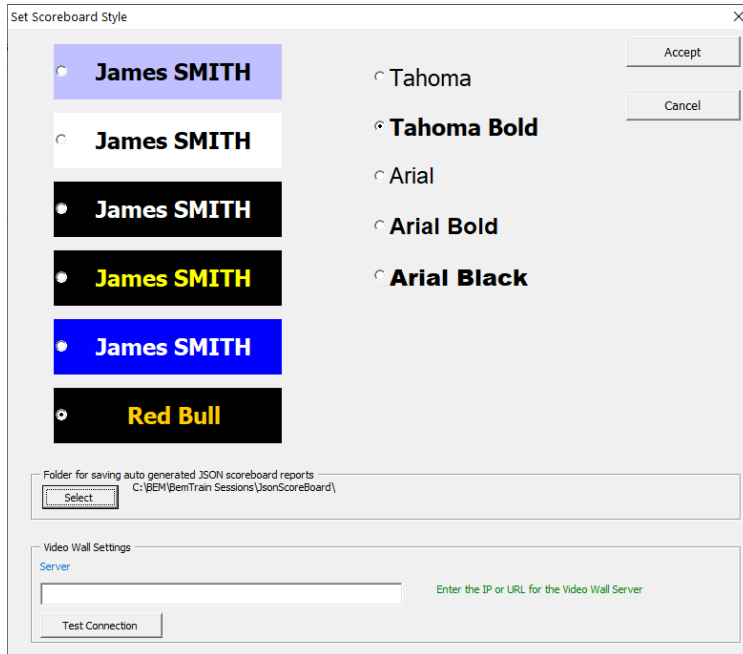 Set Scoreboard Style
James SMITH
James SMITH
James SMITH
James SMITH
James SMITH
Red Bull
Tahoma
Tahoma Bold
Arial
Arial Bold
Arial Black
Accept
Cancel
Folder for saving auto generated JSON scoreboard reports
Select
C:\BEM\BemTrain Sessions\JsonScoreBoard\
Video Wall Settings
Server
Enter the IP or URL for the Video Wall Server
Test Connection